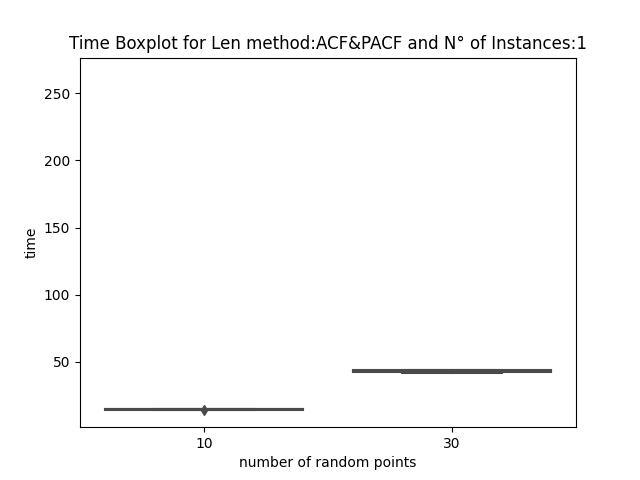 Time Boxplot for Len method:ACF&PACF and N° of Instances:1
250
200
150
100
50
time
10
30
number of random points